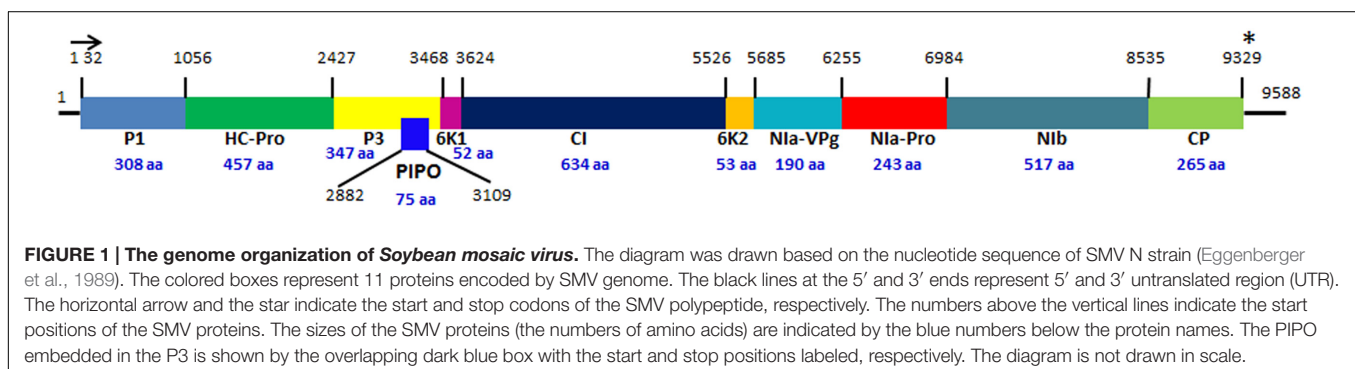 1 32 1056 2427 3468 3624 5526 5685 6255 6984 8535 9329 *
1 9588
P1 HC-Pro P3 6K1 CI 6K2 NIa-VPg NIa-Pro NIb CP
308 aa 457 aa 347 aa 52 aa 634 aa 53 aa 190 aa 243 aa 517 aa 265 aa
PIPO
2882 75 aa 3109
FIGURE 1 | The genome organization of Soybean mosaic virus. The diagram was drawn based on the nucleotide sequence of SMV N strain (Eggenberger
et al., 1989). The colored boxes represent 11 proteins encoded by SMV genome. The black lines at the 5′ and 3′ ends represent 5′ and 3′ untranslated region (UTR).
The horizontal arrow and the star indicate the start and stop codons of the SMV polypeptide, respectively. The numbers above the vertical lines indicate the start
positions of the SMV proteins. The sizes of the SMV proteins (the numbers of amino acids) are indicated by the blue numbers below the protein names. The PIPO
embedded in the P3 is shown by the overlapping dark blue box with the start and stop positions labeled, respectively. The diagram is not drawn in scale.